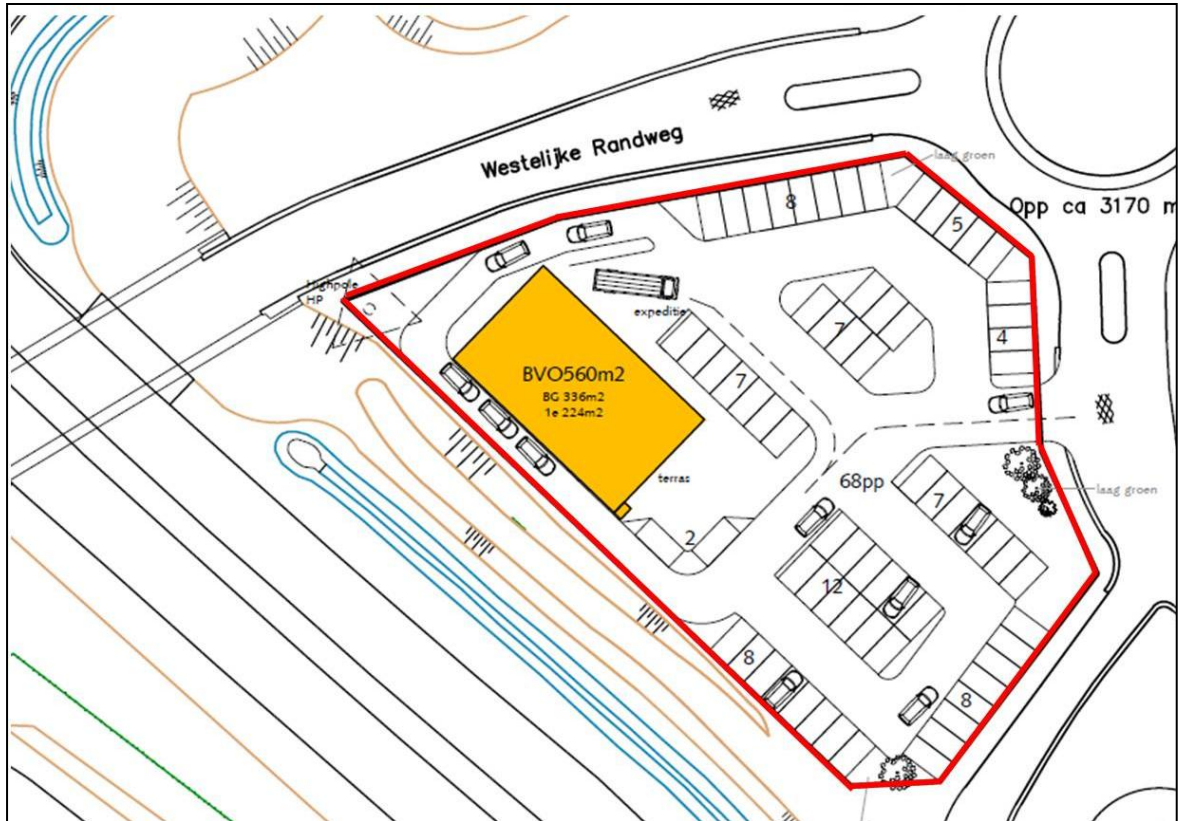 Westelijke Randweg
laag groen
8
5
Opp ca 3170 m
Highpole
HP
expeditie
7
4
7
BVO560m2
BG 336m2
1e 224m2
terras
68pp
laag groen
7
2
12
8
8